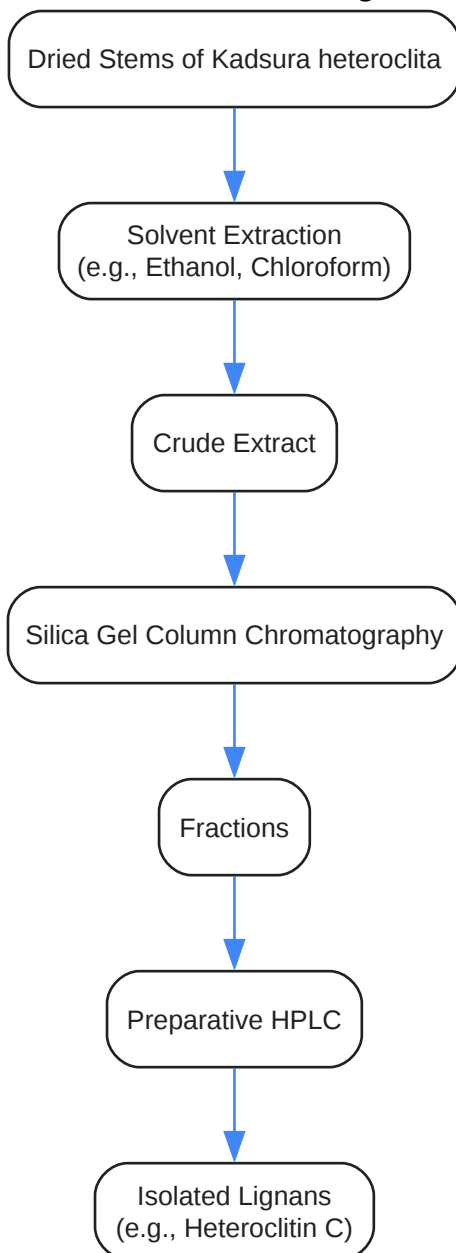 Dried Stems of Kadsura heteroclita
Solvent Extraction
(e.g., Ethanol, Chloroform)
Crude Extract
Silica Gel Column Chromatography
Fractions
Preparative HPLC
Isolated Lignans
(e.g., Heteroclitin C)